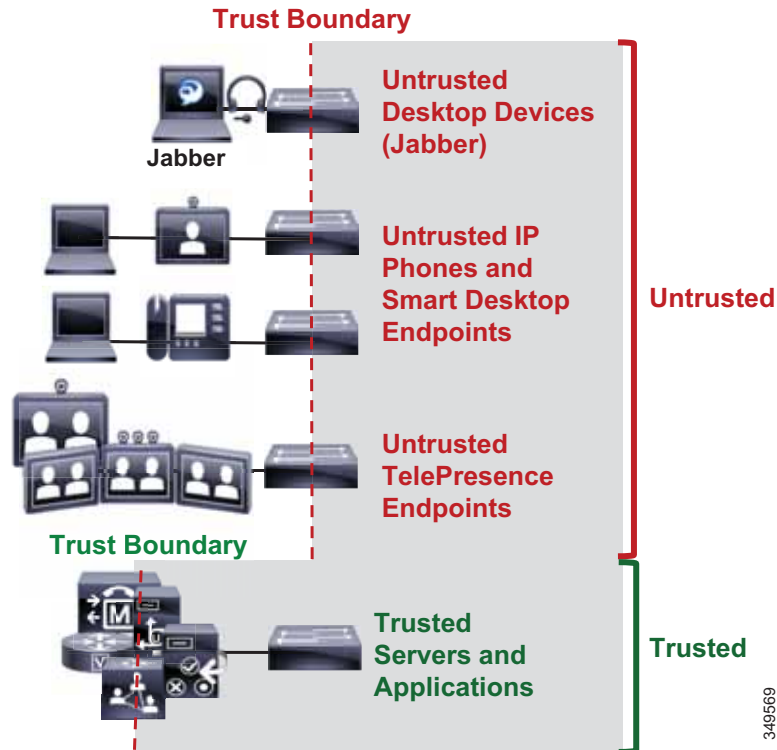 Trust Boundary
Untrusted
Desktop Devices
(Jabber)
Jabber
Untrusted IP
Phones and
Smart Desktop
Endpoints
Untrusted
Untrusted
TelePresence
Endpoints
Trust Boundary
M
V
Trusted
Servers and
Applications
Trusted
349569